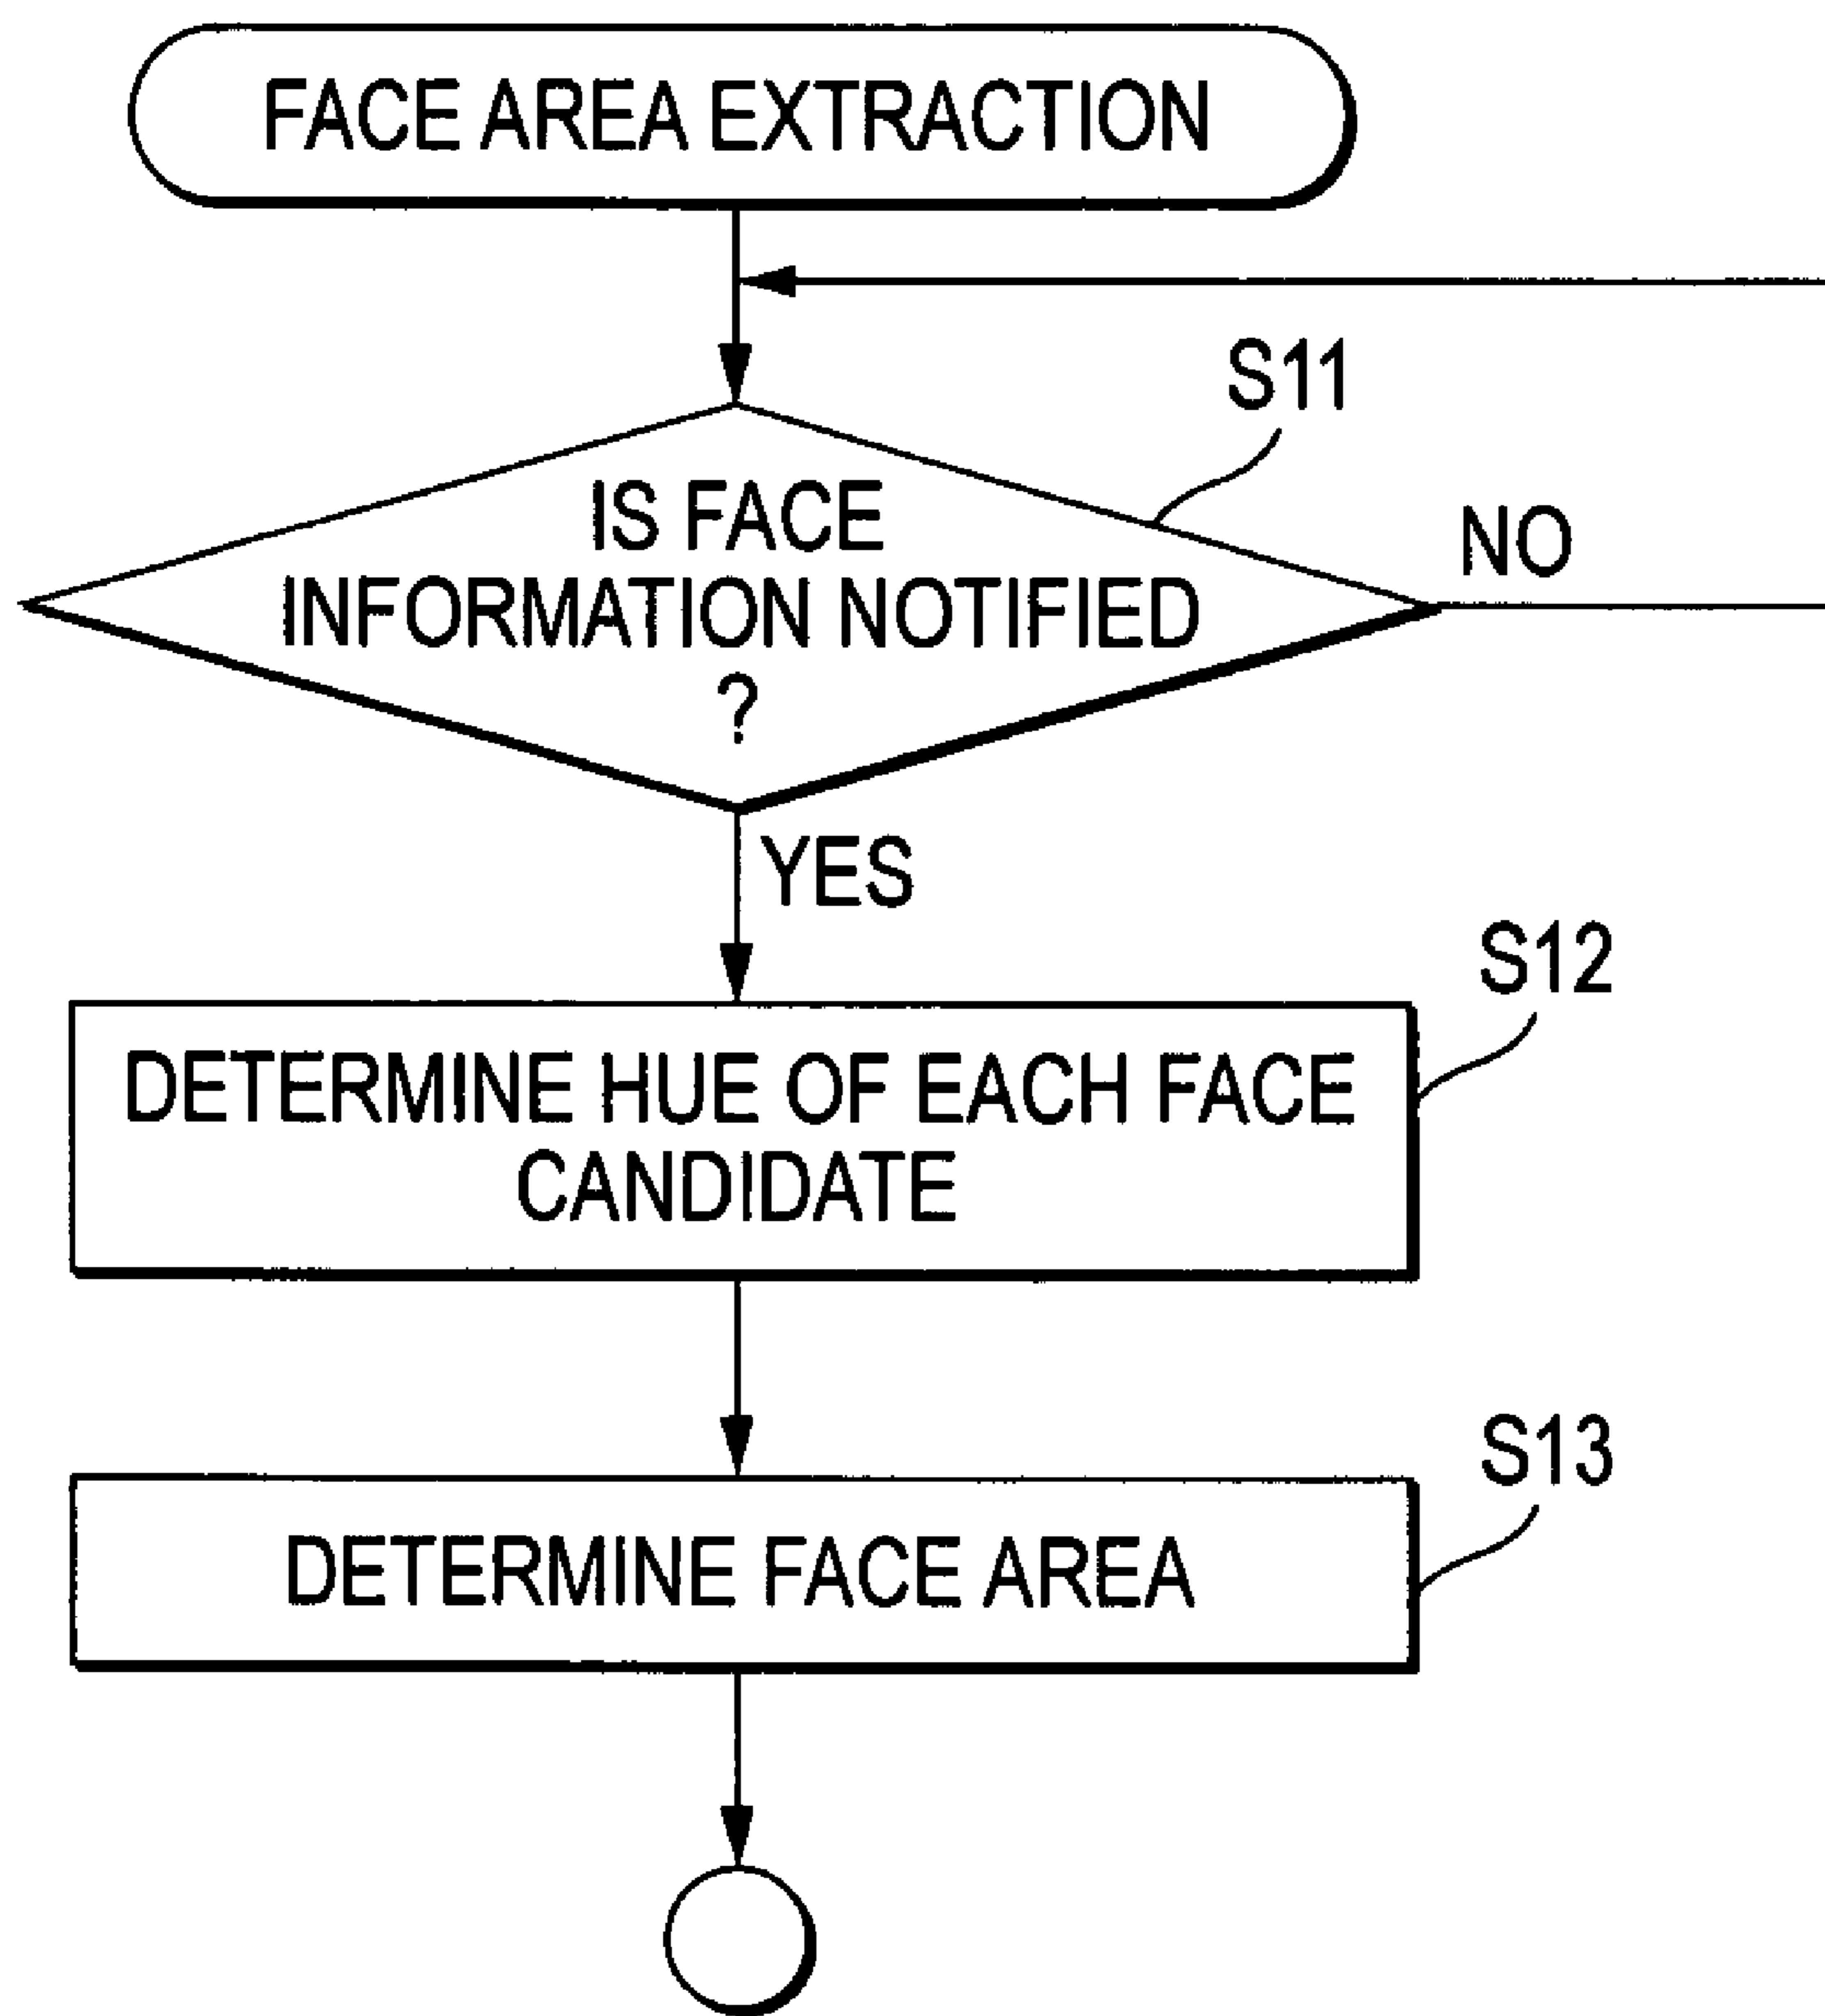 FACE AREA EXTRACTION
S11
IS FACE
INFORMATION NOTIFIED
?
NO
YES
S12
DETERMINE HUE OF EACH FACE
CANDIDATE
S13
DETERMINE FACE AREA